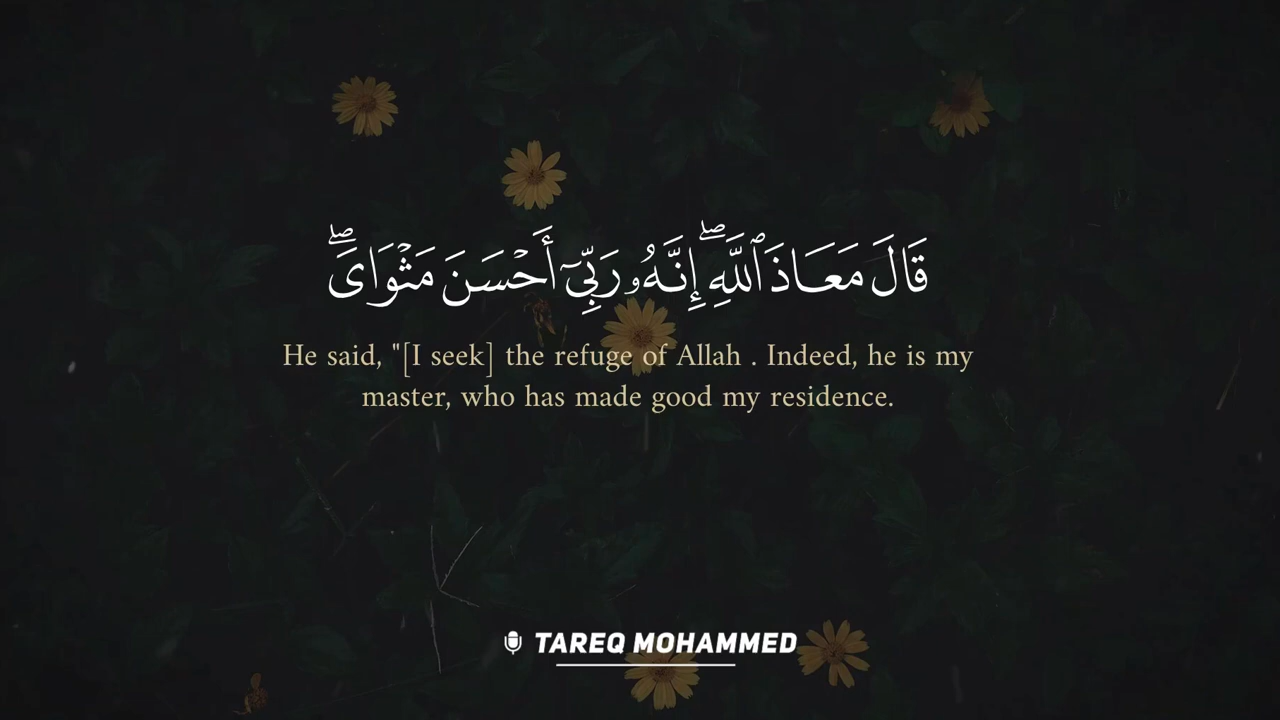 قَالَ مَعَاذَ ٱللَّهِ ۖ إِنَّهُۥ رَبِّىٓ أَحْسَنَ مَثْوَاىَ ۖ
He said, "[I seek] the refuge of Allah . Indeed, he is my
master, who has made good my residence.
TAREQ MOHAMMED